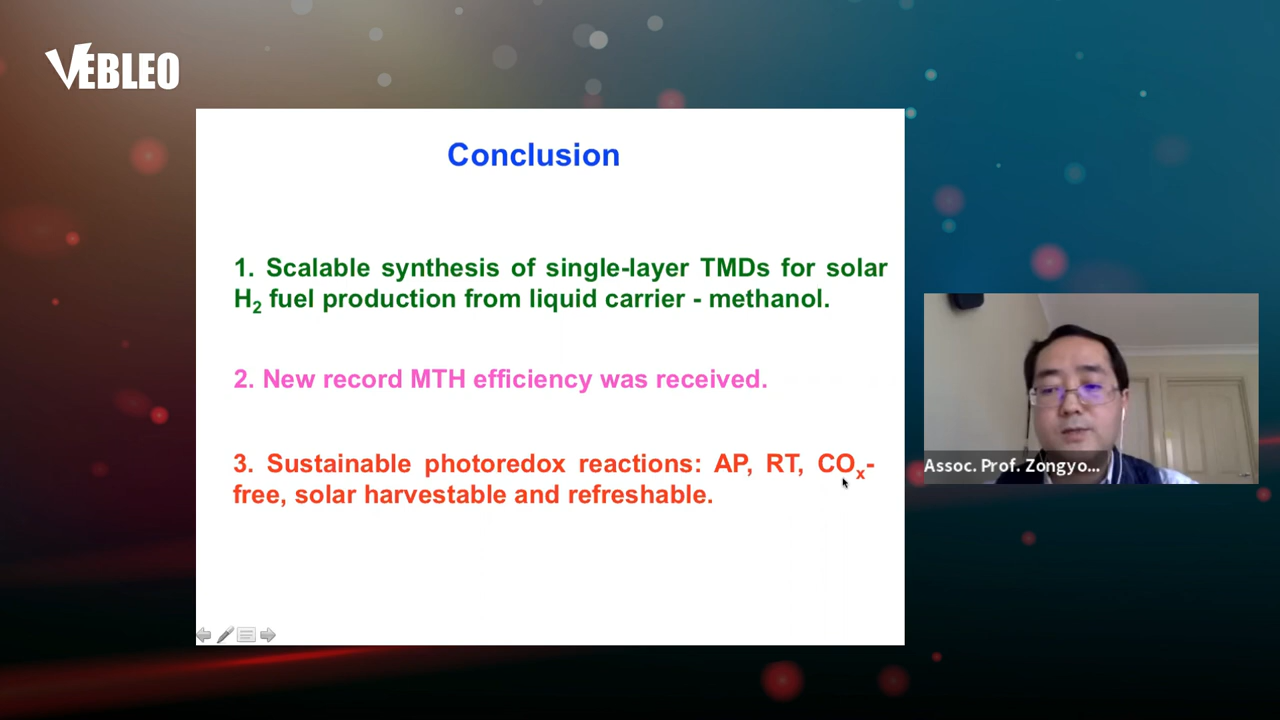 VEBLEO
Conclusion
1. Scalable synthesis of single-layer TMDs for solar
H₂ fuel production from liquid carrier - methanol.
2. New record MTH efficiency was received.
3. Sustainable photoredox reactions: AP, RT, COₓ-
free, solar harvestable and refreshable.
Assoc. Prof. Zongyo...